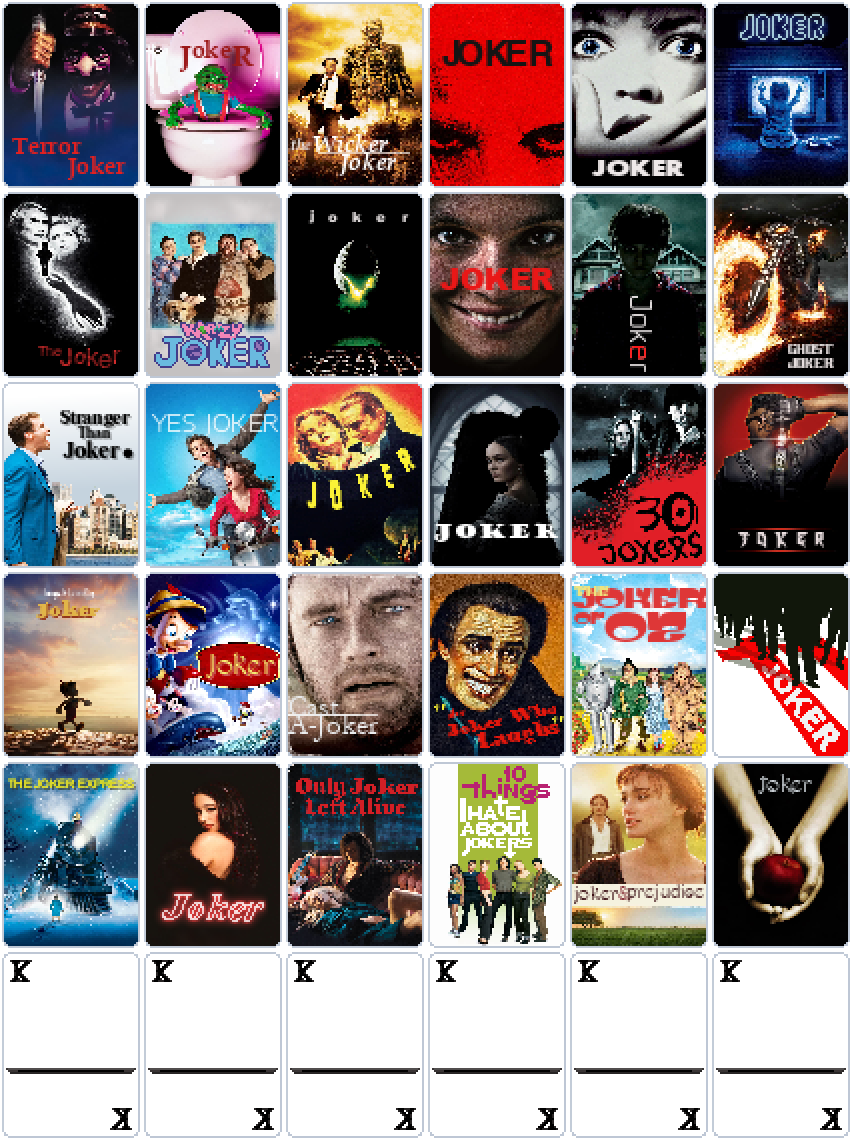 Terror
Joker
JokeR
the Wicker
Joker
JOKER
JOKER
JOKER
The Joker
JOKER
joker
JOKER
Joker
GHOST
JOKER
Stranger
Than
Joker
YES JOKER
JOKER
JOKER
30
JOKERS
JOKER
Joker
Joker
Cast
A-Joker
Joker Who
Laughs"
THE
JOKER
OF OZ
JOKER
THE JOKER EXPRESS
Joker
Only Joker
Left Alive
10
Things
I HATE
ABOUT
JOKERS
joker&prejudice
joker
K
K
K
K
K
K
K
K
K
K
K
K